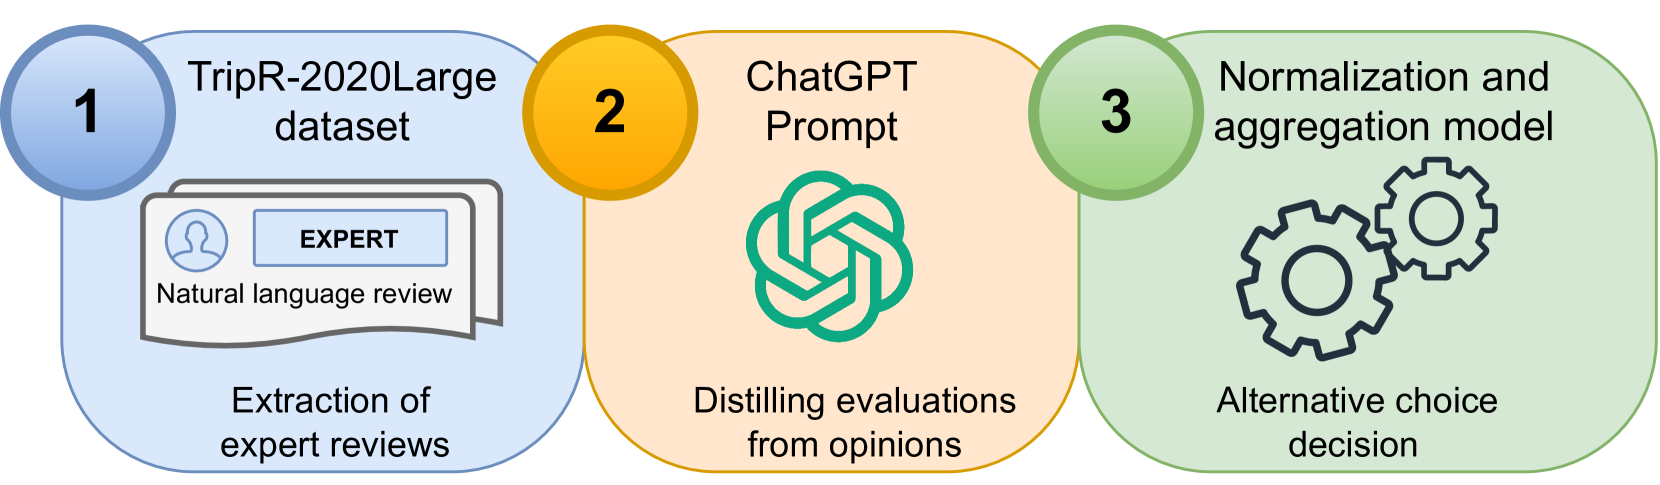 1
TripR-2020Large
dataset
EXPERT
Natural language review
Extraction of
expert reviews
2
ChatGPT
Prompt
Distilling evaluations
from opinions
3
Normalization and
aggregation model
Alternative choice
decision